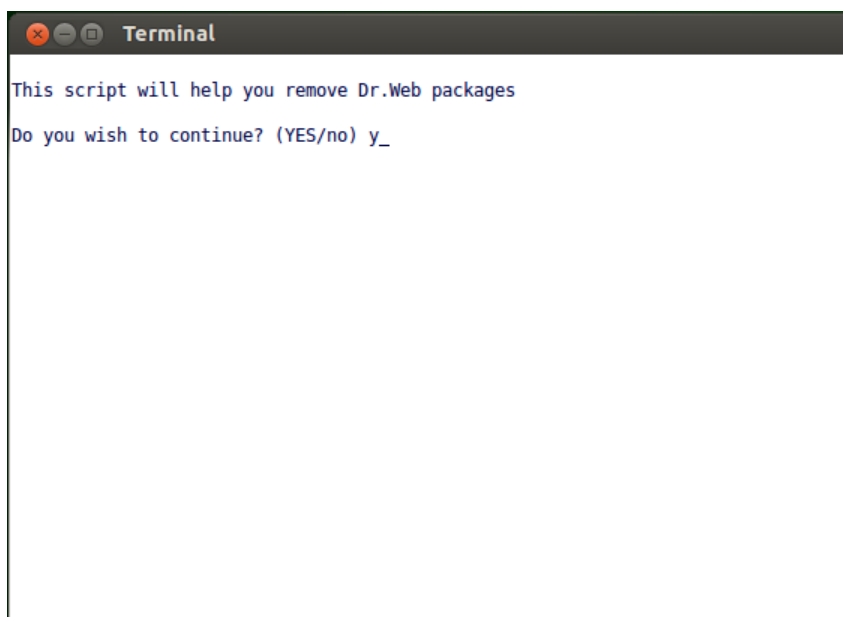 Terminal
This script will help you remove Dr.Web packages
Do you wish to continue? (YES/no) y_